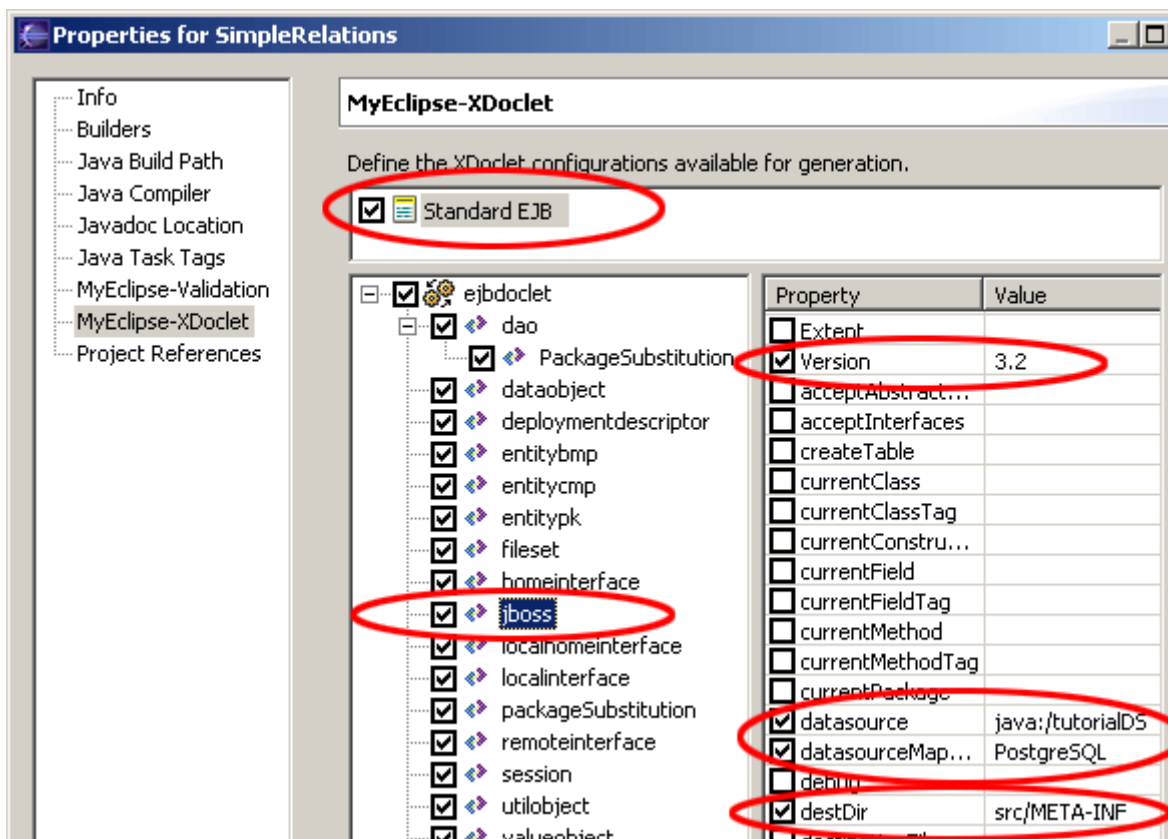 Properties for SimpleRelations
Info
Builders
Java Build Path
Java Compiler
Javadoc Location
Java Task Tags
MyEclipse-Validation
MyEclipse-XDoclet
Project References
MyEclipse-XDoclet
Define the XDoclet configurations available for generation.
Standard EJB
ejbdoclet
dao
PackageSubstitution
dataobject
deploymentdescriptor
entitybmp
entitycmp
entitypk
fileset
homeinterface
jboss
localhomeinterface
localinterface
packageSubstitution
remoteinterface
session
utilobject
valueobject
Property Value
Extent
Version 3.2
acceptAbstract...
acceptInterfaces
createTable
currentClass
currentClassTag
currentConstru...
currentField
currentFieldTag
currentMethod
currentMethodTag
currentPackage
datasource java:/tutorialDS
datasourceMap... PostgreSQL
debug
destDir src/META-INF